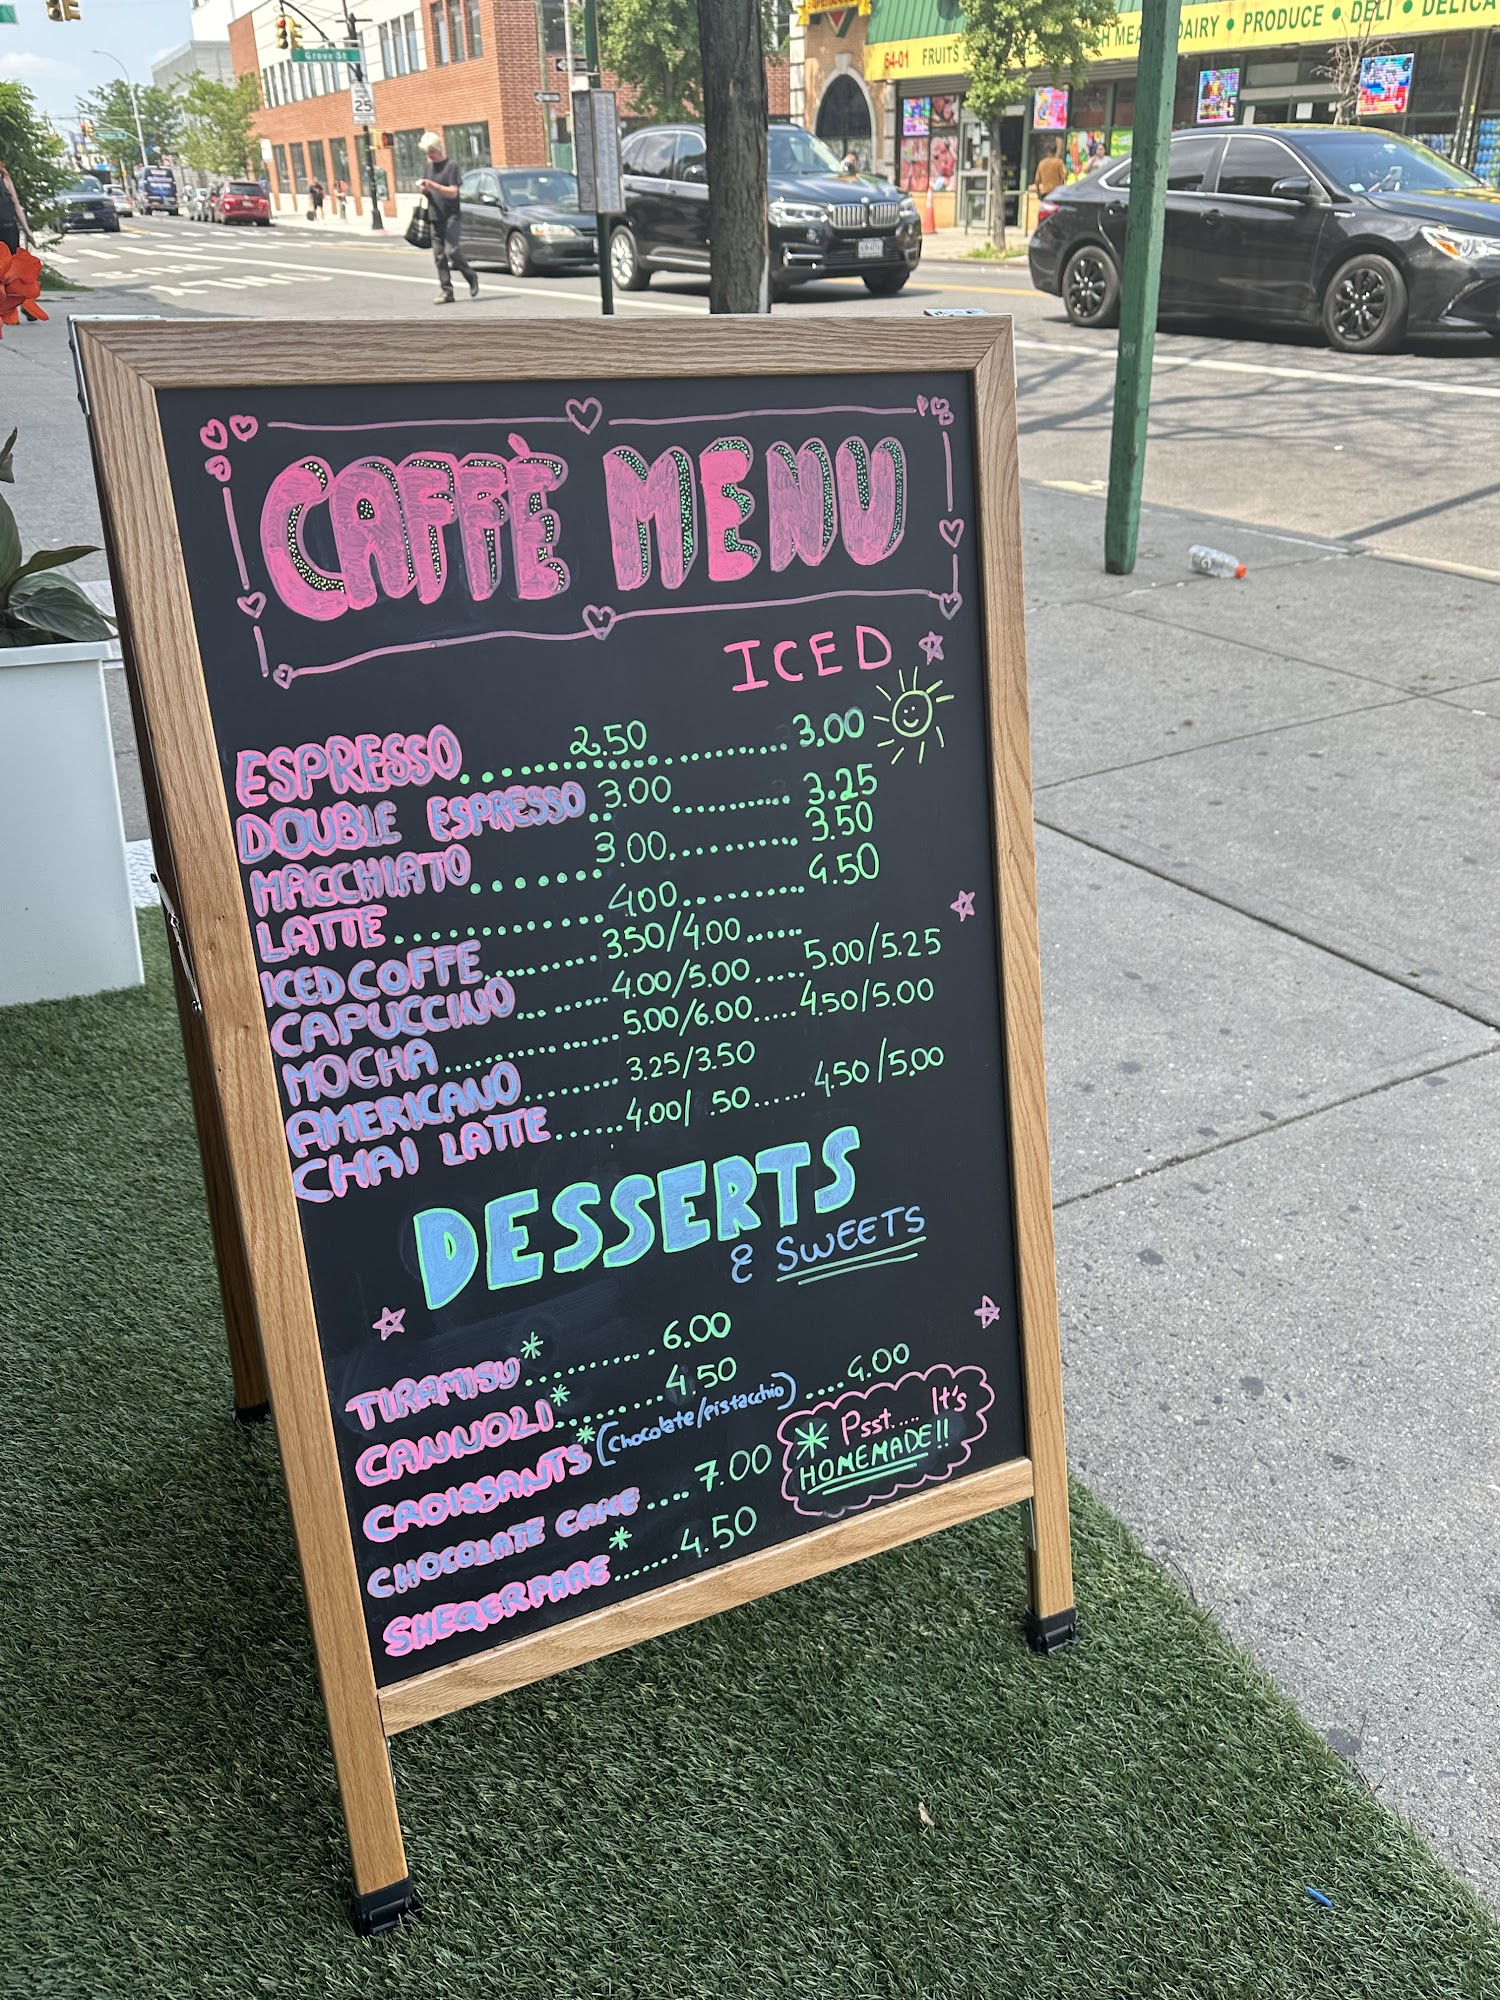 Grove St
25
64-01 FRUITS
DAIRY • PRODUCE • DELI •
CAFFÈ MENU
ICED
ESPRESSO 2.50 3.00
DOUBLE ESPRESSO 3.00 3.25
MACCHIATO 3.00 3.50
LATTE 4.00 4.50
ICED COFFE 3.50/4.00
CAPUCCINO 4.00/5.00 5.00/5.25
MOCHA 5.00/6.00 4.50/5.00
AMERICANO 3.25/3.50
CHAI LATTE 4.00/ .50 4.50/5.00
DESSERTS
& SWEETS
TIRAMISU* 6.00
CANNOLI* 4.50
CROISSANTS* (Chocolate/pistacchio) 4.00
CHOCOLATE CAKE 7.00
SHEQERPARE* 4.50
* Psst..... It's
HOMEMADE!!